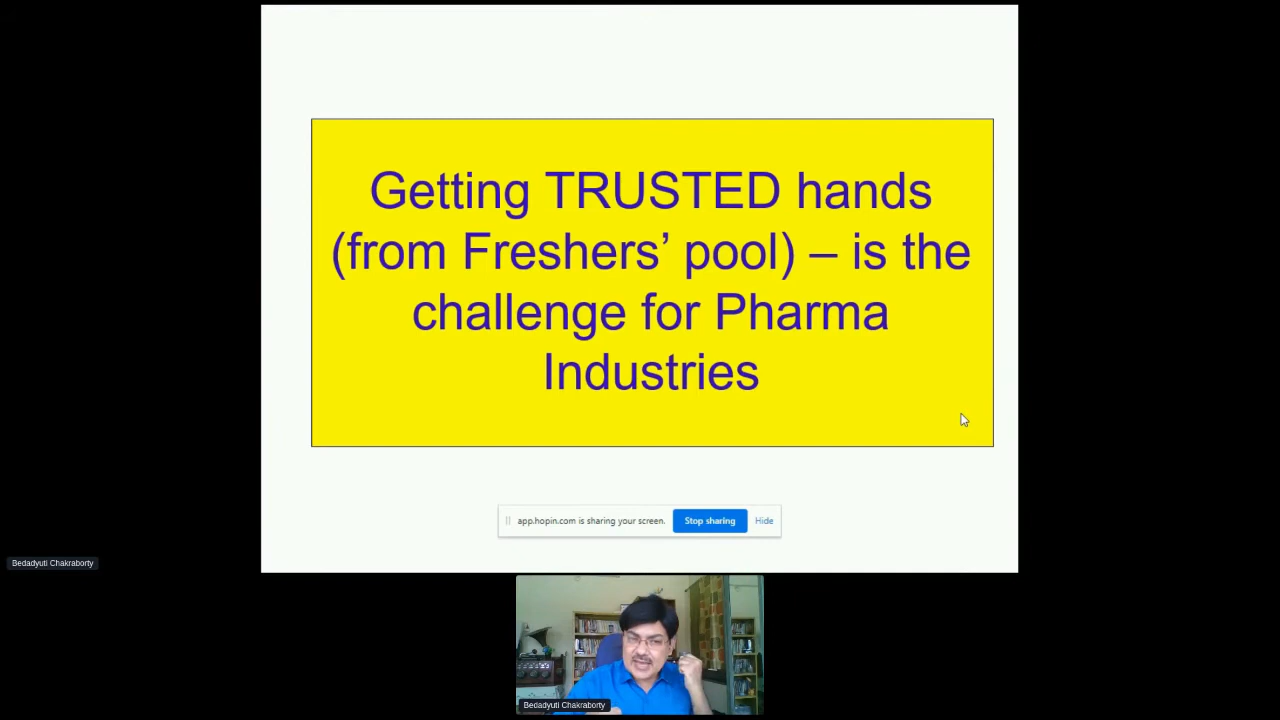 Getting TRUSTED hands
(from Freshers’ pool) – is the
challenge for Pharma
Industries
app.hopin.com is sharing your screen. Stop sharing Hide
Bedadyuti Chakraborty
Bedadyuti Chakraborty